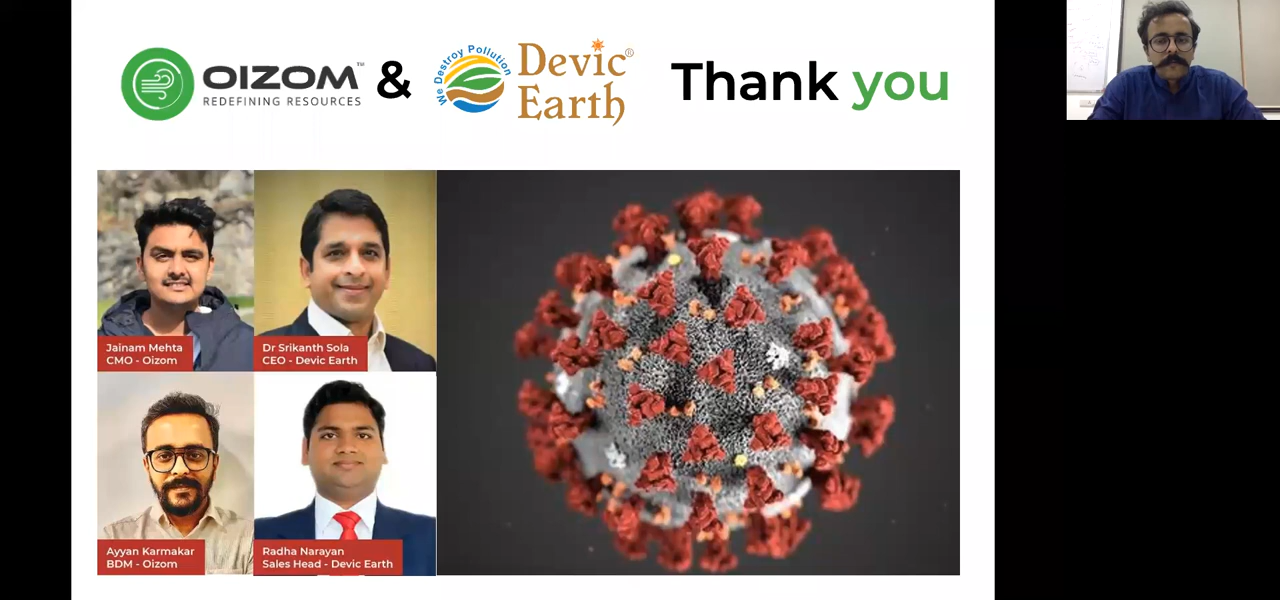 OIZOM™
REDEFINING RESOURCES
&
We Destroy Pollution
Devic®
Earth
Thank you
Jainam Mehta
CMO - Oizom
Dr Srikanth Sola
CEO - Devic Earth
Ayyan Karmakar
BDM - Oizom
Radha Narayan
Sales Head - Devic Earth